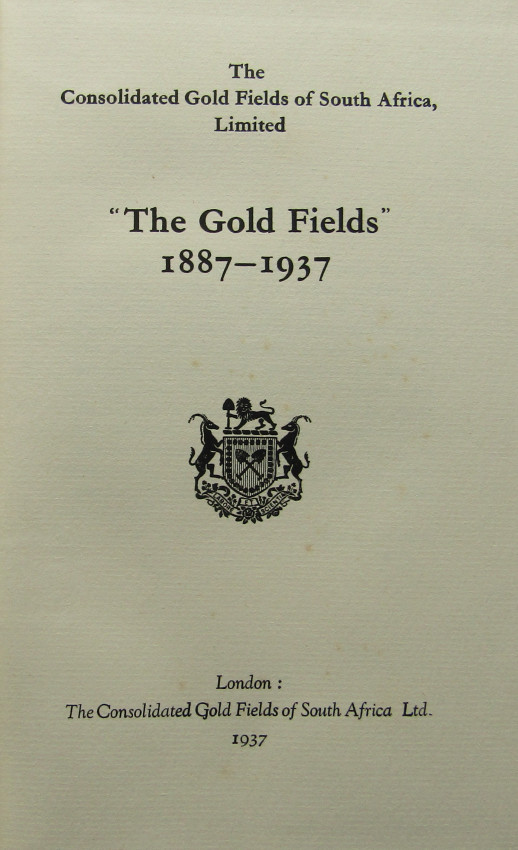 The
Consolidated Gold Fields of South Africa,
Limited
“The Gold Fields”
1887–1937
ET
London :
The Consolidated Gold Fields of South Africa Ltd.
1937